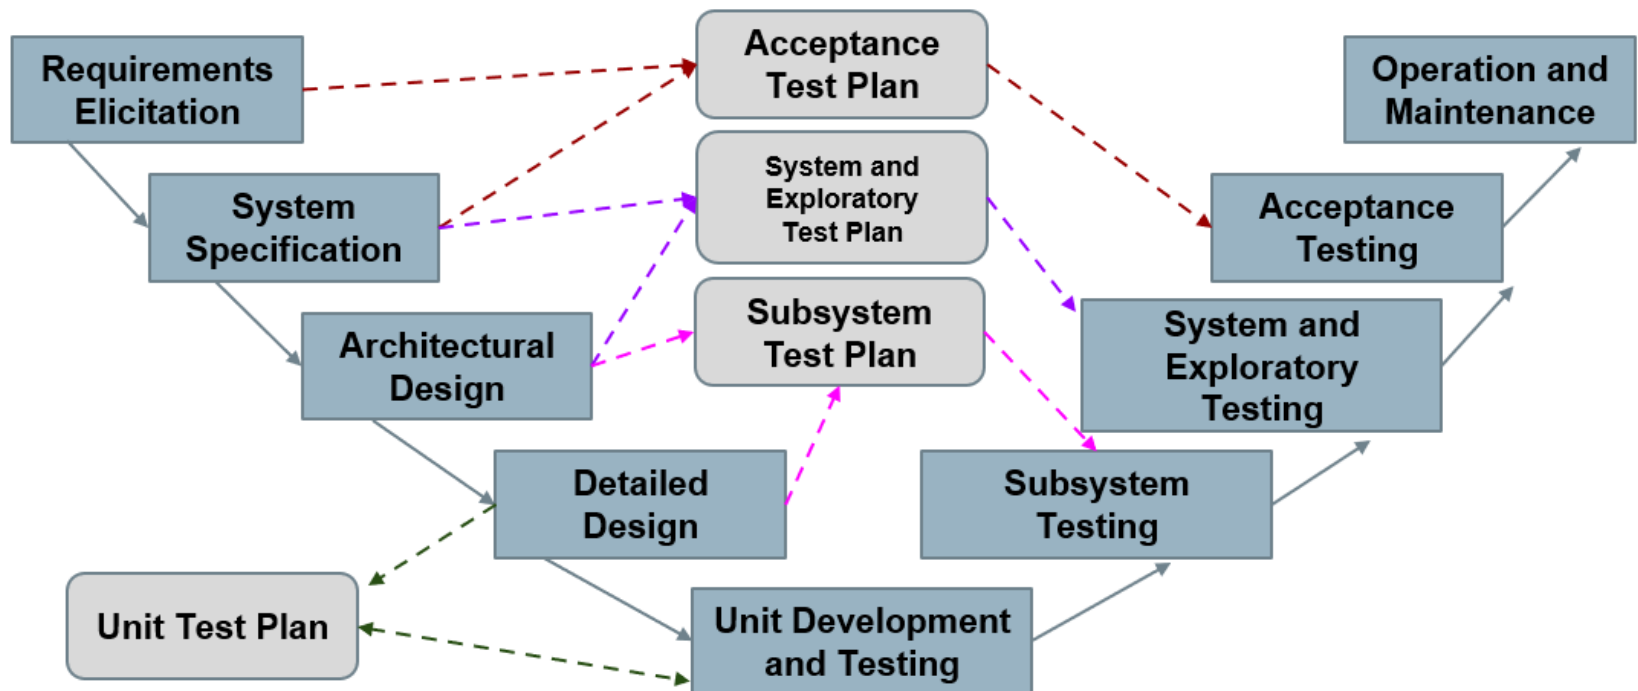 Acceptance
Test Plan
Requirements
Elicitation
Operation and
Maintenance
System and
Exploratory
Test Plan
System
Specification
Acceptance
Testing
Subsystem
Test Plan
Architectural
Design
System and
Exploratory
Testing
Detailed
Design
Subsystem
Testing
Unit Test Plan
Unit Development
and Testing